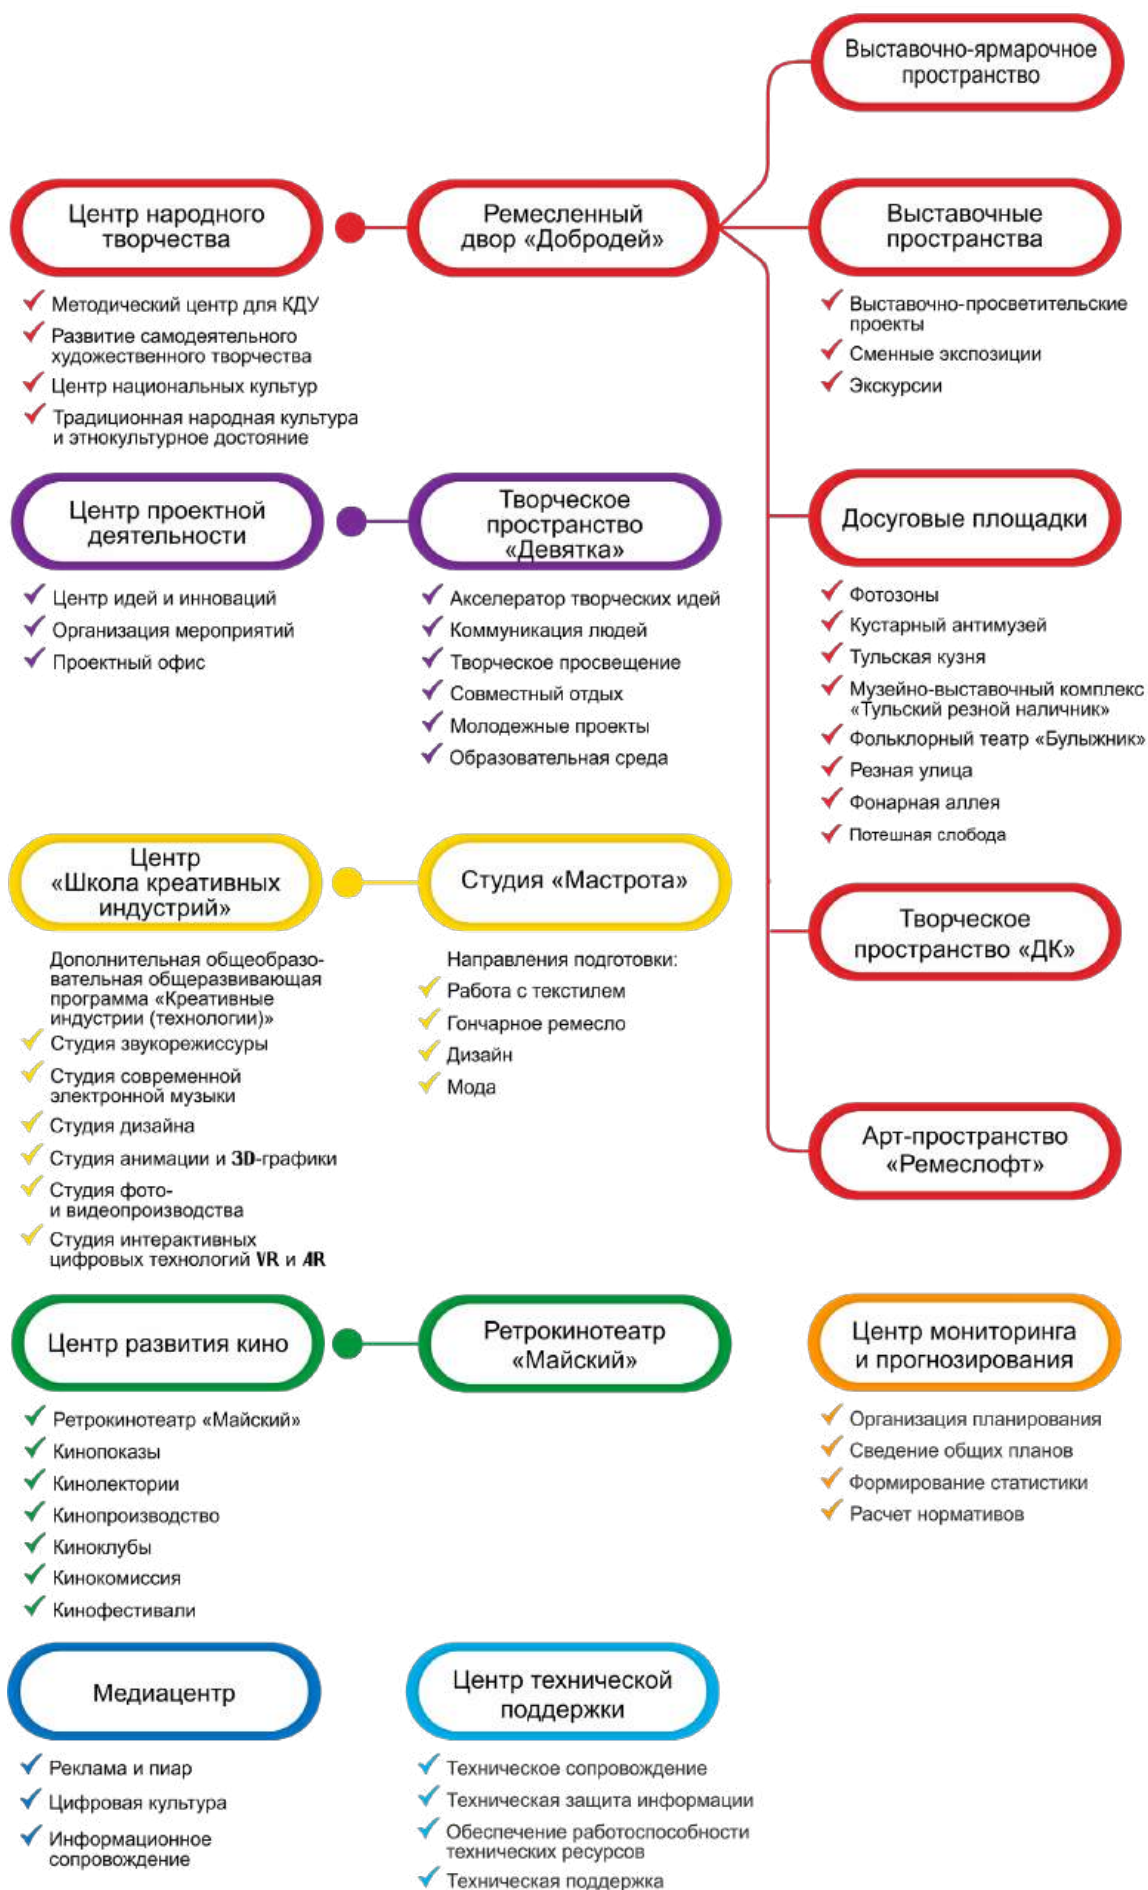 Выставочно-ярмарочное
пространство
Центр народного
творчества
Ремесленный
двор «Добродей»
Выставочные
пространства
Методический центр для КДУ
Развитие самодеятельного
художественного творчества
Центр национальных культур
Традиционная народная культура
и этнокультурное достояние
Выставочно-просветительские
проекты
Сменные экспозиции
Экскурсии
Центр проектной
деятельности
Творческое
пространство
«Девятка»
Досуговые площадки
Центр идей и инноваций
Организация мероприятий
Проектный офис
Акселератор творческих идей
Коммуникация людей
Творческое просвещение
Совместный отдых
Молодежные проекты
Образовательная среда
Фотозоны
Кустарный антимузей
Тульская кузня
Музейно-выставочный комплекс
«Тульский резной наличник»
Фольклорный театр «Булыжник»
Резная улица
Фонарная аллея
Потешная слобода
Центр
«Школа креативных
индустрий»
Студия «Мастрота»
Творческое
пространство «ДК»
Дополнительная общеобразо-
вательная общеразвивающая
программа «Креативные
индустрии (технологии)»
Студия звукорежиссуры
Студия современной
электронной музыки
Студия дизайна
Студия анимации и 3D-графики
Студия фото-
и видеопроизводства
Студия интерактивных
цифровых технологий VR и AR
Направления подготовки:
Работа с текстилем
Гончарное ремесло
Дизайн
Мода
Арт-пространство
«Ремеслофт»
Центр развития кино
Ретрокинотеатр
«Майский»
Центр мониторинга
и прогнозирования
Ретрокинотеатр «Майский»
Кинопоказы
Кинолектории
Кинопроизводство
Киноклубы
Кинокомиссия
Кинофестивали
Организация планирования
Сведение общих планов
Формирование статистики
Расчет нормативов
Медиацентр
Центр технической
поддержки
Реклама и пиар
Цифровая культура
Информационное
сопровождение
Техническое сопровождение
Техническая защита информации
Обеспечение работоспособности
технических ресурсов
Техническая поддержка